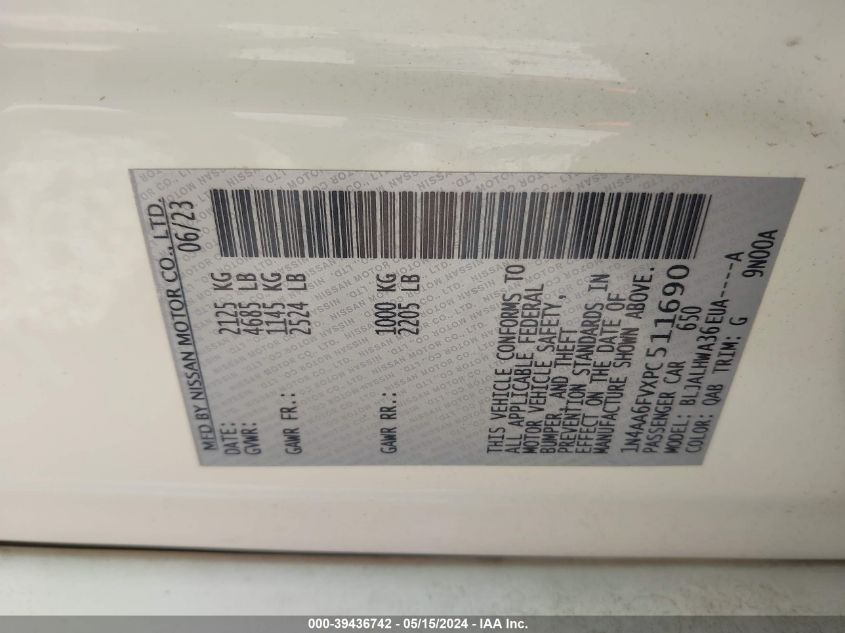 MFD BY NISSAN MOTOR CO., LTD.
DATE: 06/23
GVWR: 2125 KG
4685 LB
GAWR FR.: 1145 KG
2524 LB
GAWR RR.: 1000 KG
2205 LB
THIS VEHICLE CONFORMS TO
ALL APPLICABLE FEDERAL
MOTOR VEHICLE SAFETY,
BUMPER, AND THEFT
PREVENTION STANDARDS IN
EFFECT ON THE DATE OF
MANUFACTURE SHOWN ABOVE.
1N4AA6FVXPC511690
PASSENGER CAR 650
MODEL: BLJALHWA36EUA----A
COLOR: QAB TRIM: G 9N00A
000-39436742 - 05/15/2024 - IAA Inc.